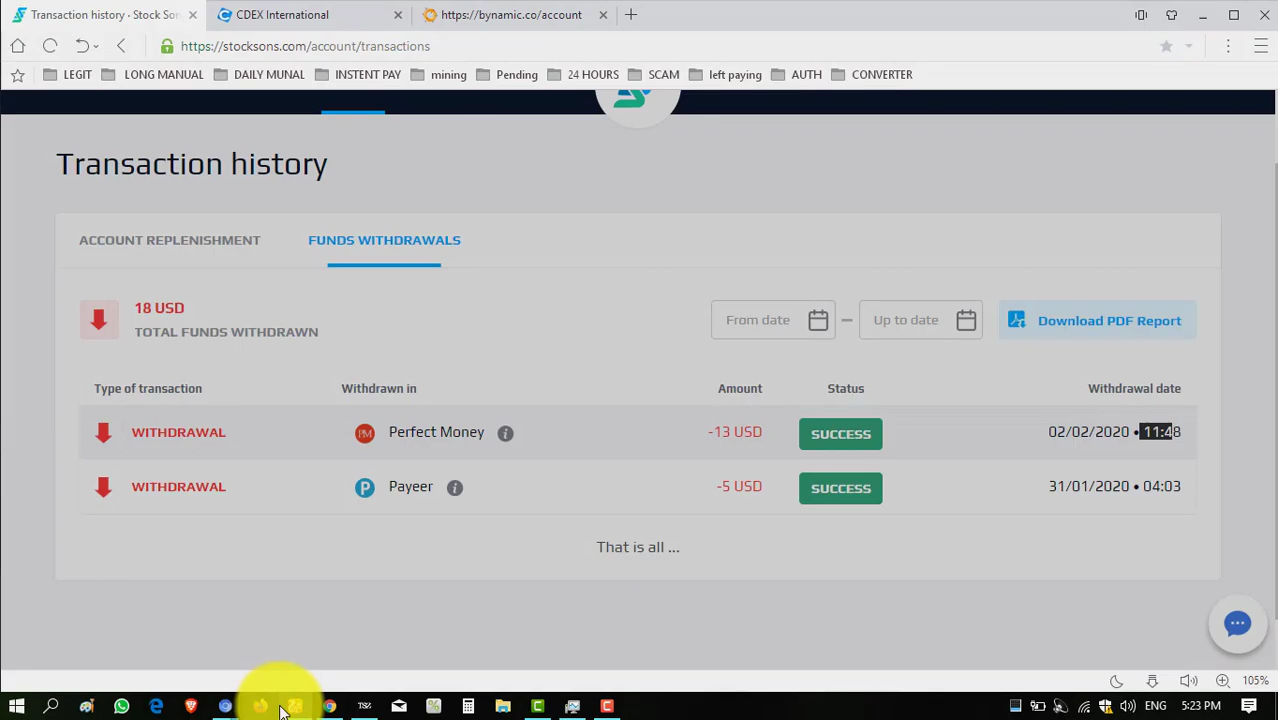 Transaction history · Stock Son
CDEX International
https://bynamic.co/account
https://stocksons.com/account/transactions
LEGIT LONG MANUAL DAILY MUNAL INSTENT PAY mining Pending 24 HOURS SCAM left paying AUTH CONVERTER
Transaction history
ACCOUNT REPLENISHMENT FUNDS WITHDRAWALS
18 USD
TOTAL FUNDS WITHDRAWN
From date – Up to date Download PDF Report
Type of transaction Withdrawn in Amount Status Withdrawal date
WITHDRAWAL Perfect Money -13 USD SUCCESS 02/02/2020 • 11:48
WITHDRAWAL Payeer -5 USD SUCCESS 31/01/2020 • 04:03
That is all ...
105%
ENG 5:23 PM